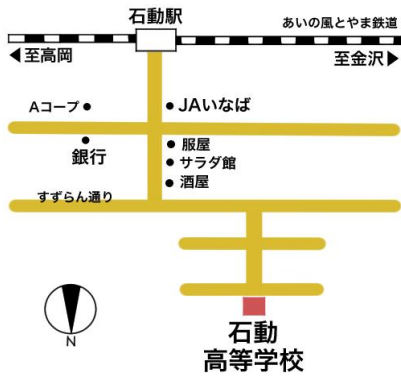 石動駅
あいの風とやま鉄道
◀至高岡
至金沢▶
Aコープ
JAいなば
銀行
服屋
サラダ館
酒屋
すずらん通り
N
石動
高等学校